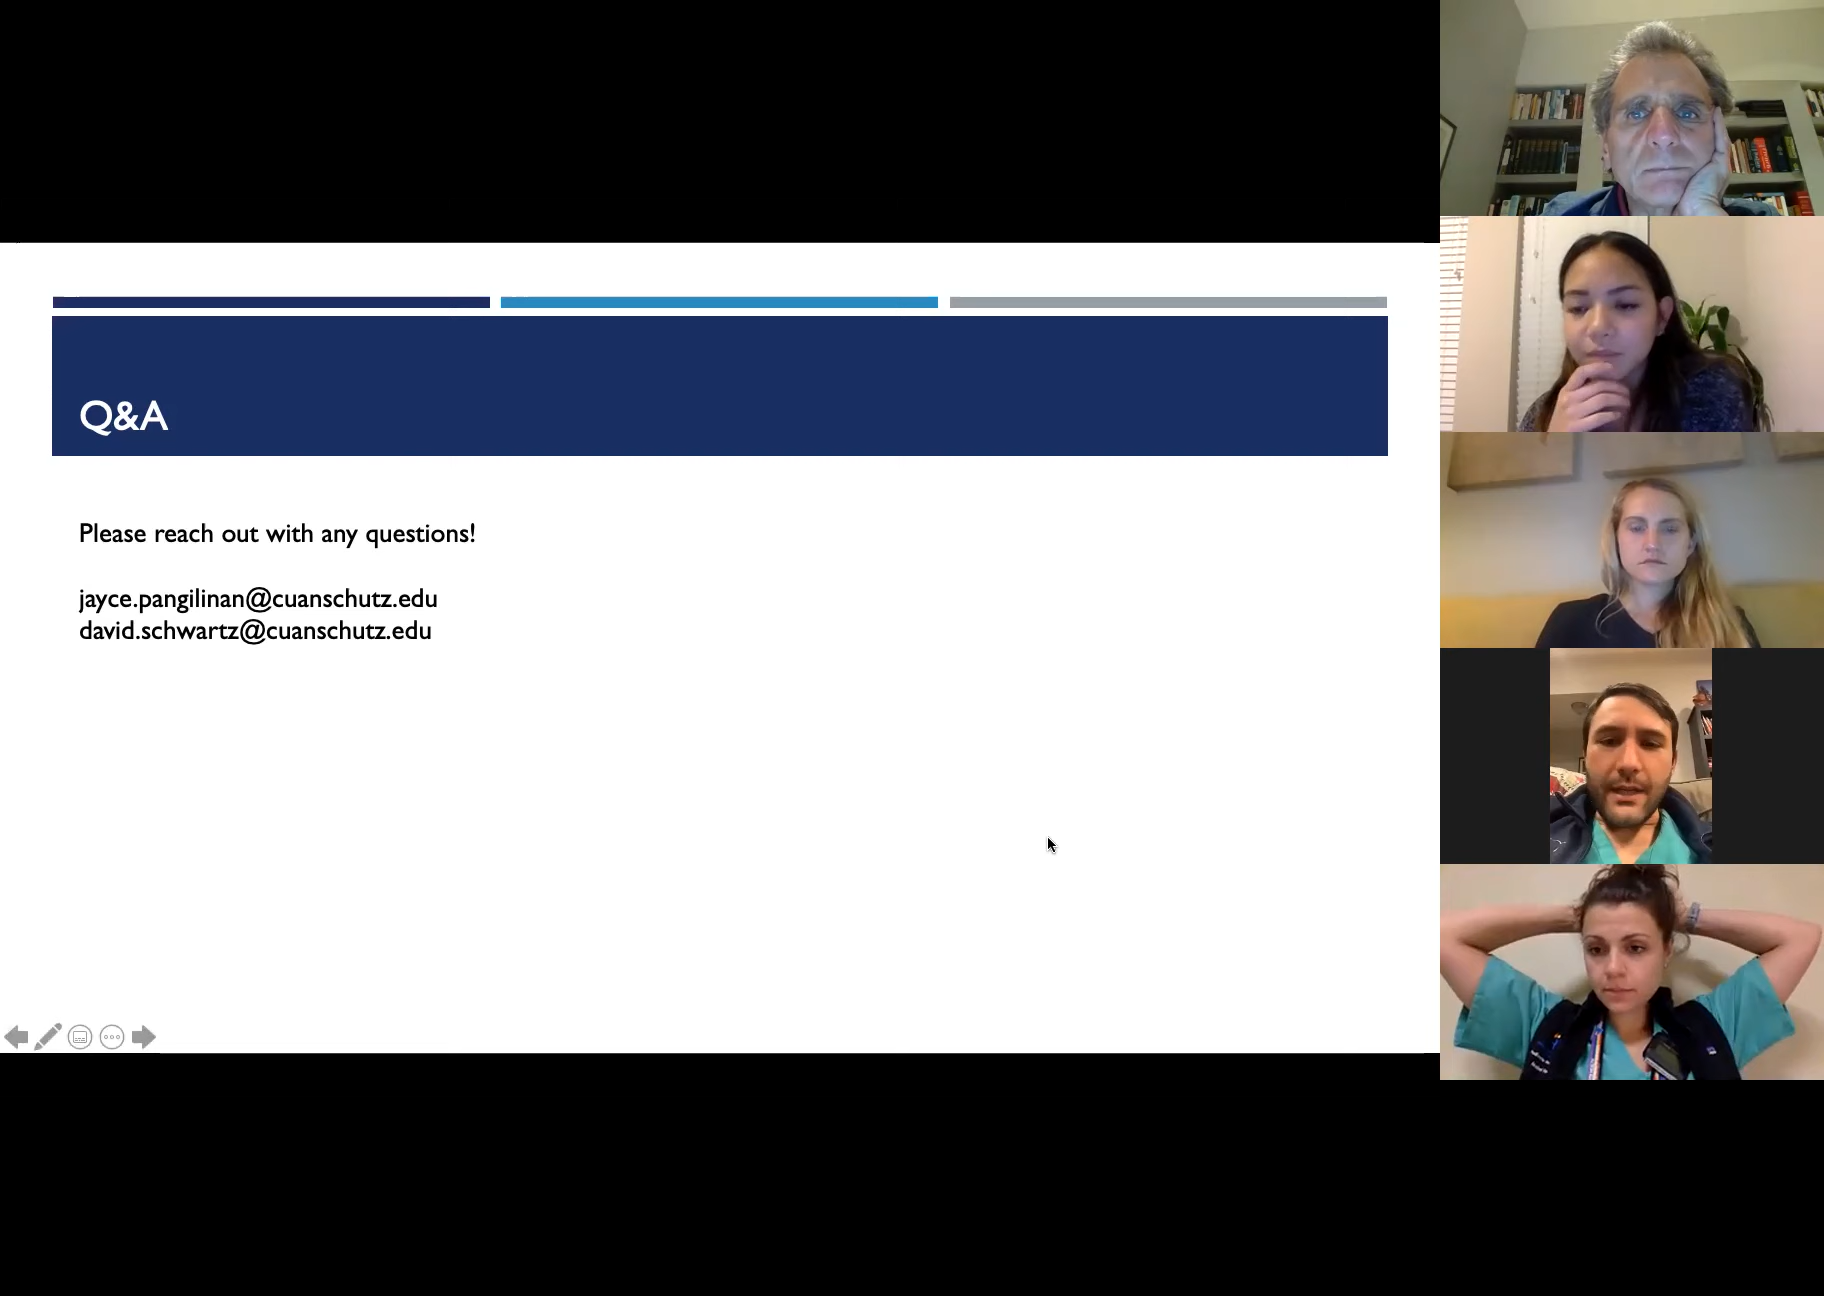 Q&A
Please reach out with any questions!
jayce.pangilinan@cuanschutz.edu
david.schwartz@cuanschutz.edu